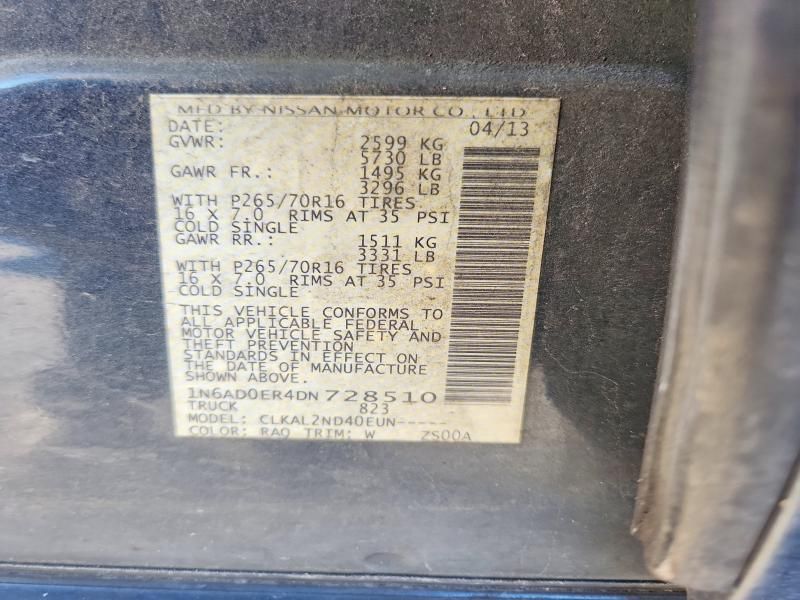 MFD BY NISSAN MOTOR CO., LTD
DATE: 04/13
GVWR: 2599 KG
5730 LB
GAWR FR.: 1495 KG
3296 LB
WITH P265/70R16 TIRES
16 X 7.0 RIMS AT 35 PSI
COLD SINGLE
GAWR RR.: 1511 KG
3331 LB
WITH P265/70R16 TIRES
16 X 7.0 RIMS AT 35 PSI
COLD SINGLE
THIS VEHICLE CONFORMS TO
ALL APPLICABLE FEDERAL
MOTOR VEHICLE SAFETY AND
THEFT PREVENTION
STANDARDS IN EFFECT ON
THE DATE OF MANUFACTURE
SHOWN ABOVE.
1N6AD0ER4DN728510
TRUCK 823
MODEL: CLKAL2ND40EUN-----
COLOR: RAQ TRIM: W ZS00A